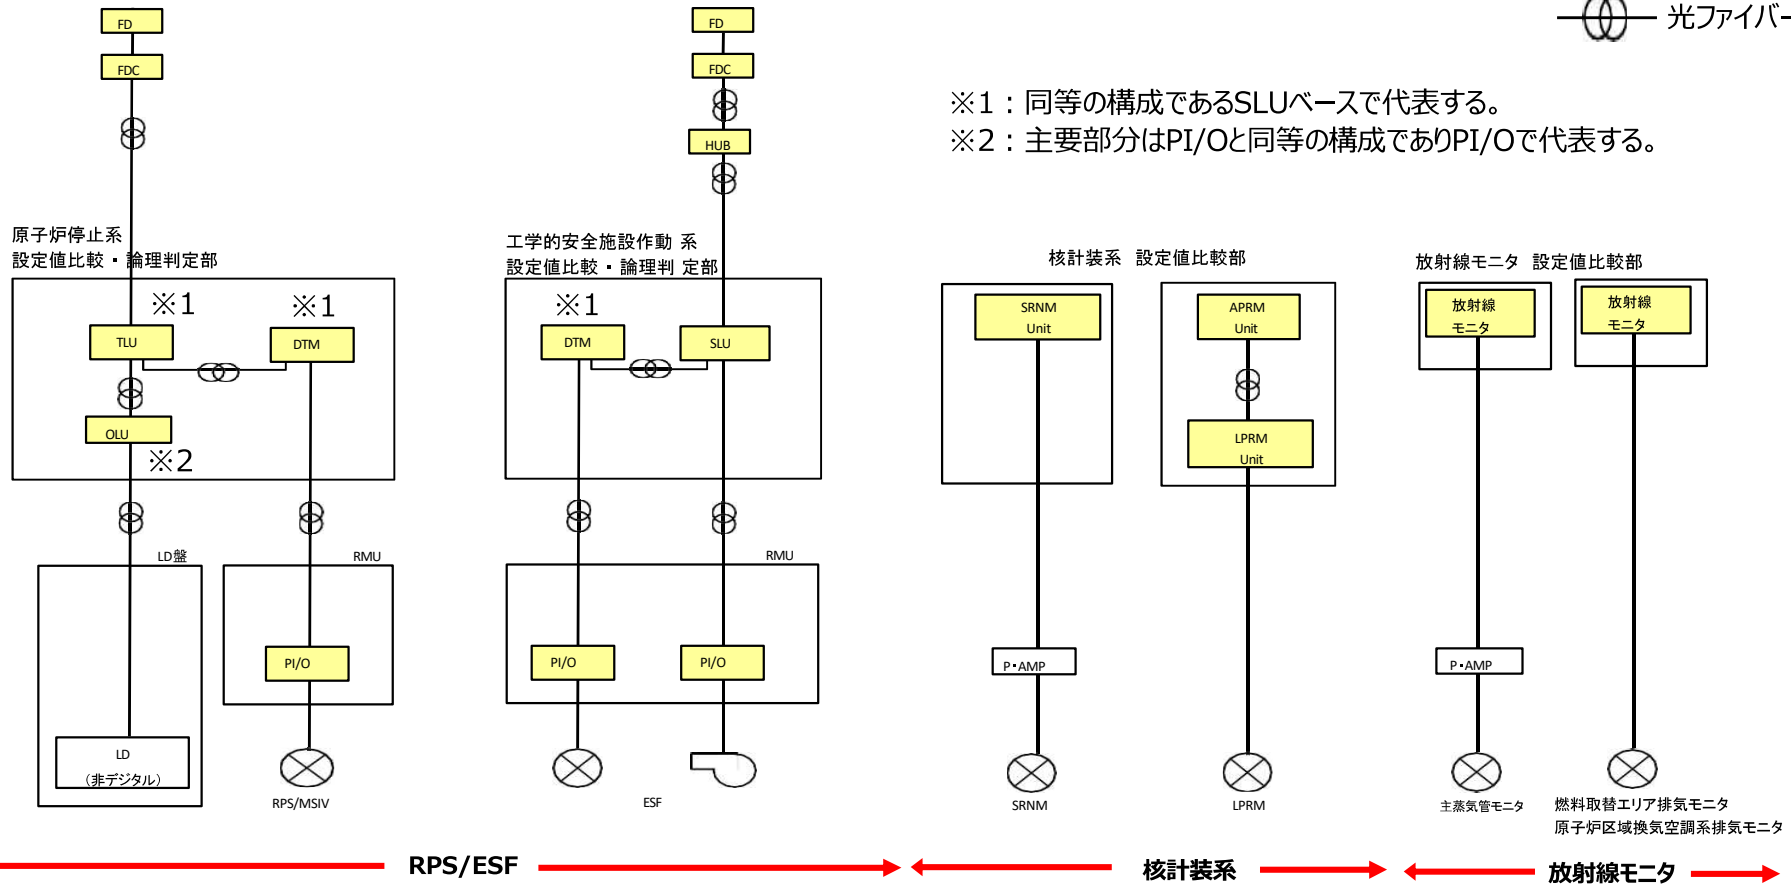 光ファイバー
※1：同等の構成であるSLUベースで代表する。
※2：主要部分はPI/Oと同等の構成でありPI/Oで代表する。
FD
FDC
FD
FDC
HUB
原子炉停止系
設定値比較・論理判定部
※1
※1
TLU
DTM
OLU
※2
工学的安全施設作動 系
設定値比較・論理判 定部
※1
DTM
SLU
核計装系 設定値比較部
SRNM
Unit
APRM
Unit
LPRM
Unit
放射線モニタ 設定値比較部
放射線
モニタ
放射線
モニタ
LD盤
RMU
RMU
PI/O
PI/O
PI/O
P・AMP
P・AMP
LD
(非デジタル)
RPS/MSIV
ESF
SRNM
LPRM
主蒸気管モニタ
燃料取替エリア排気モニタ
原子炉区域換気空調系排気モニタ
RPS/ESF
核計装系
放射線モニタ